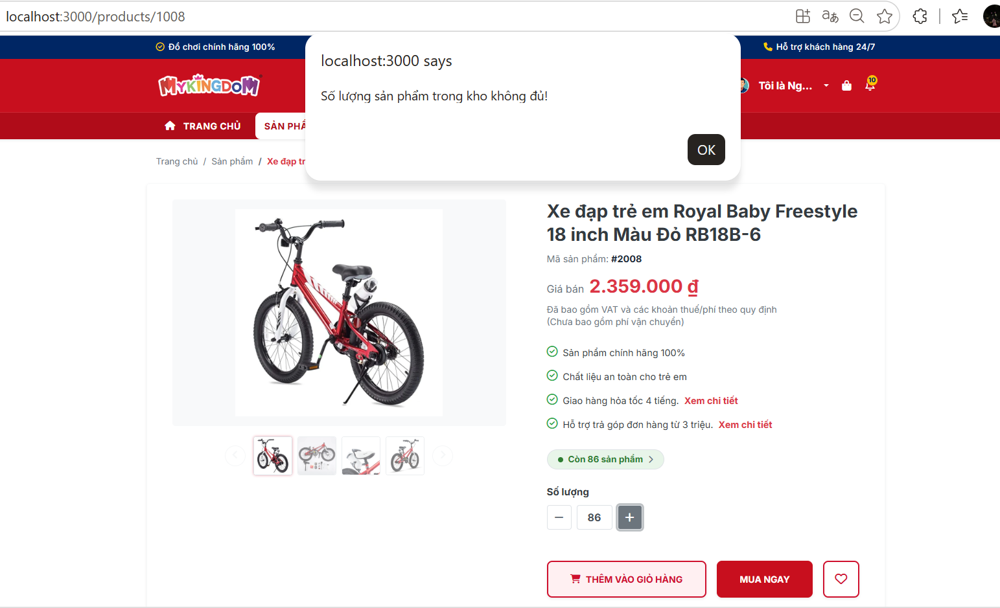 localhost:3000/products/1008
Đồ chơi chính hãng 100%
Hỗ trợ khách hàng 24/7
localhost:3000 says
Số lượng sản phẩm trong kho không đủ!
OK
MYKINGDOM
Tôi là Ng...
10
TRANG CHỦ
SẢN PHẨ
Trang chủ / Sản phẩm / Xe đạp tr
Xe đạp trẻ em Royal Baby Freestyle
18 inch Màu Đỏ RB18B-6
Mã sản phẩm: #2008
Giá bán 2.359.000 ₫
Đã bao gồm VAT và các khoản thuế/phí theo quy định
(Chưa bao gồm phí vận chuyển)
Sản phẩm chính hãng 100%
Chất liệu an toàn cho trẻ em
Giao hàng hỏa tốc 4 tiếng. Xem chi tiết
Hỗ trợ trả góp đơn hàng từ 3 triệu. Xem chi tiết
Còn 86 sản phẩm
Số lượng
86
THÊM VÀO GIỎ HÀNG
MUA NGAY